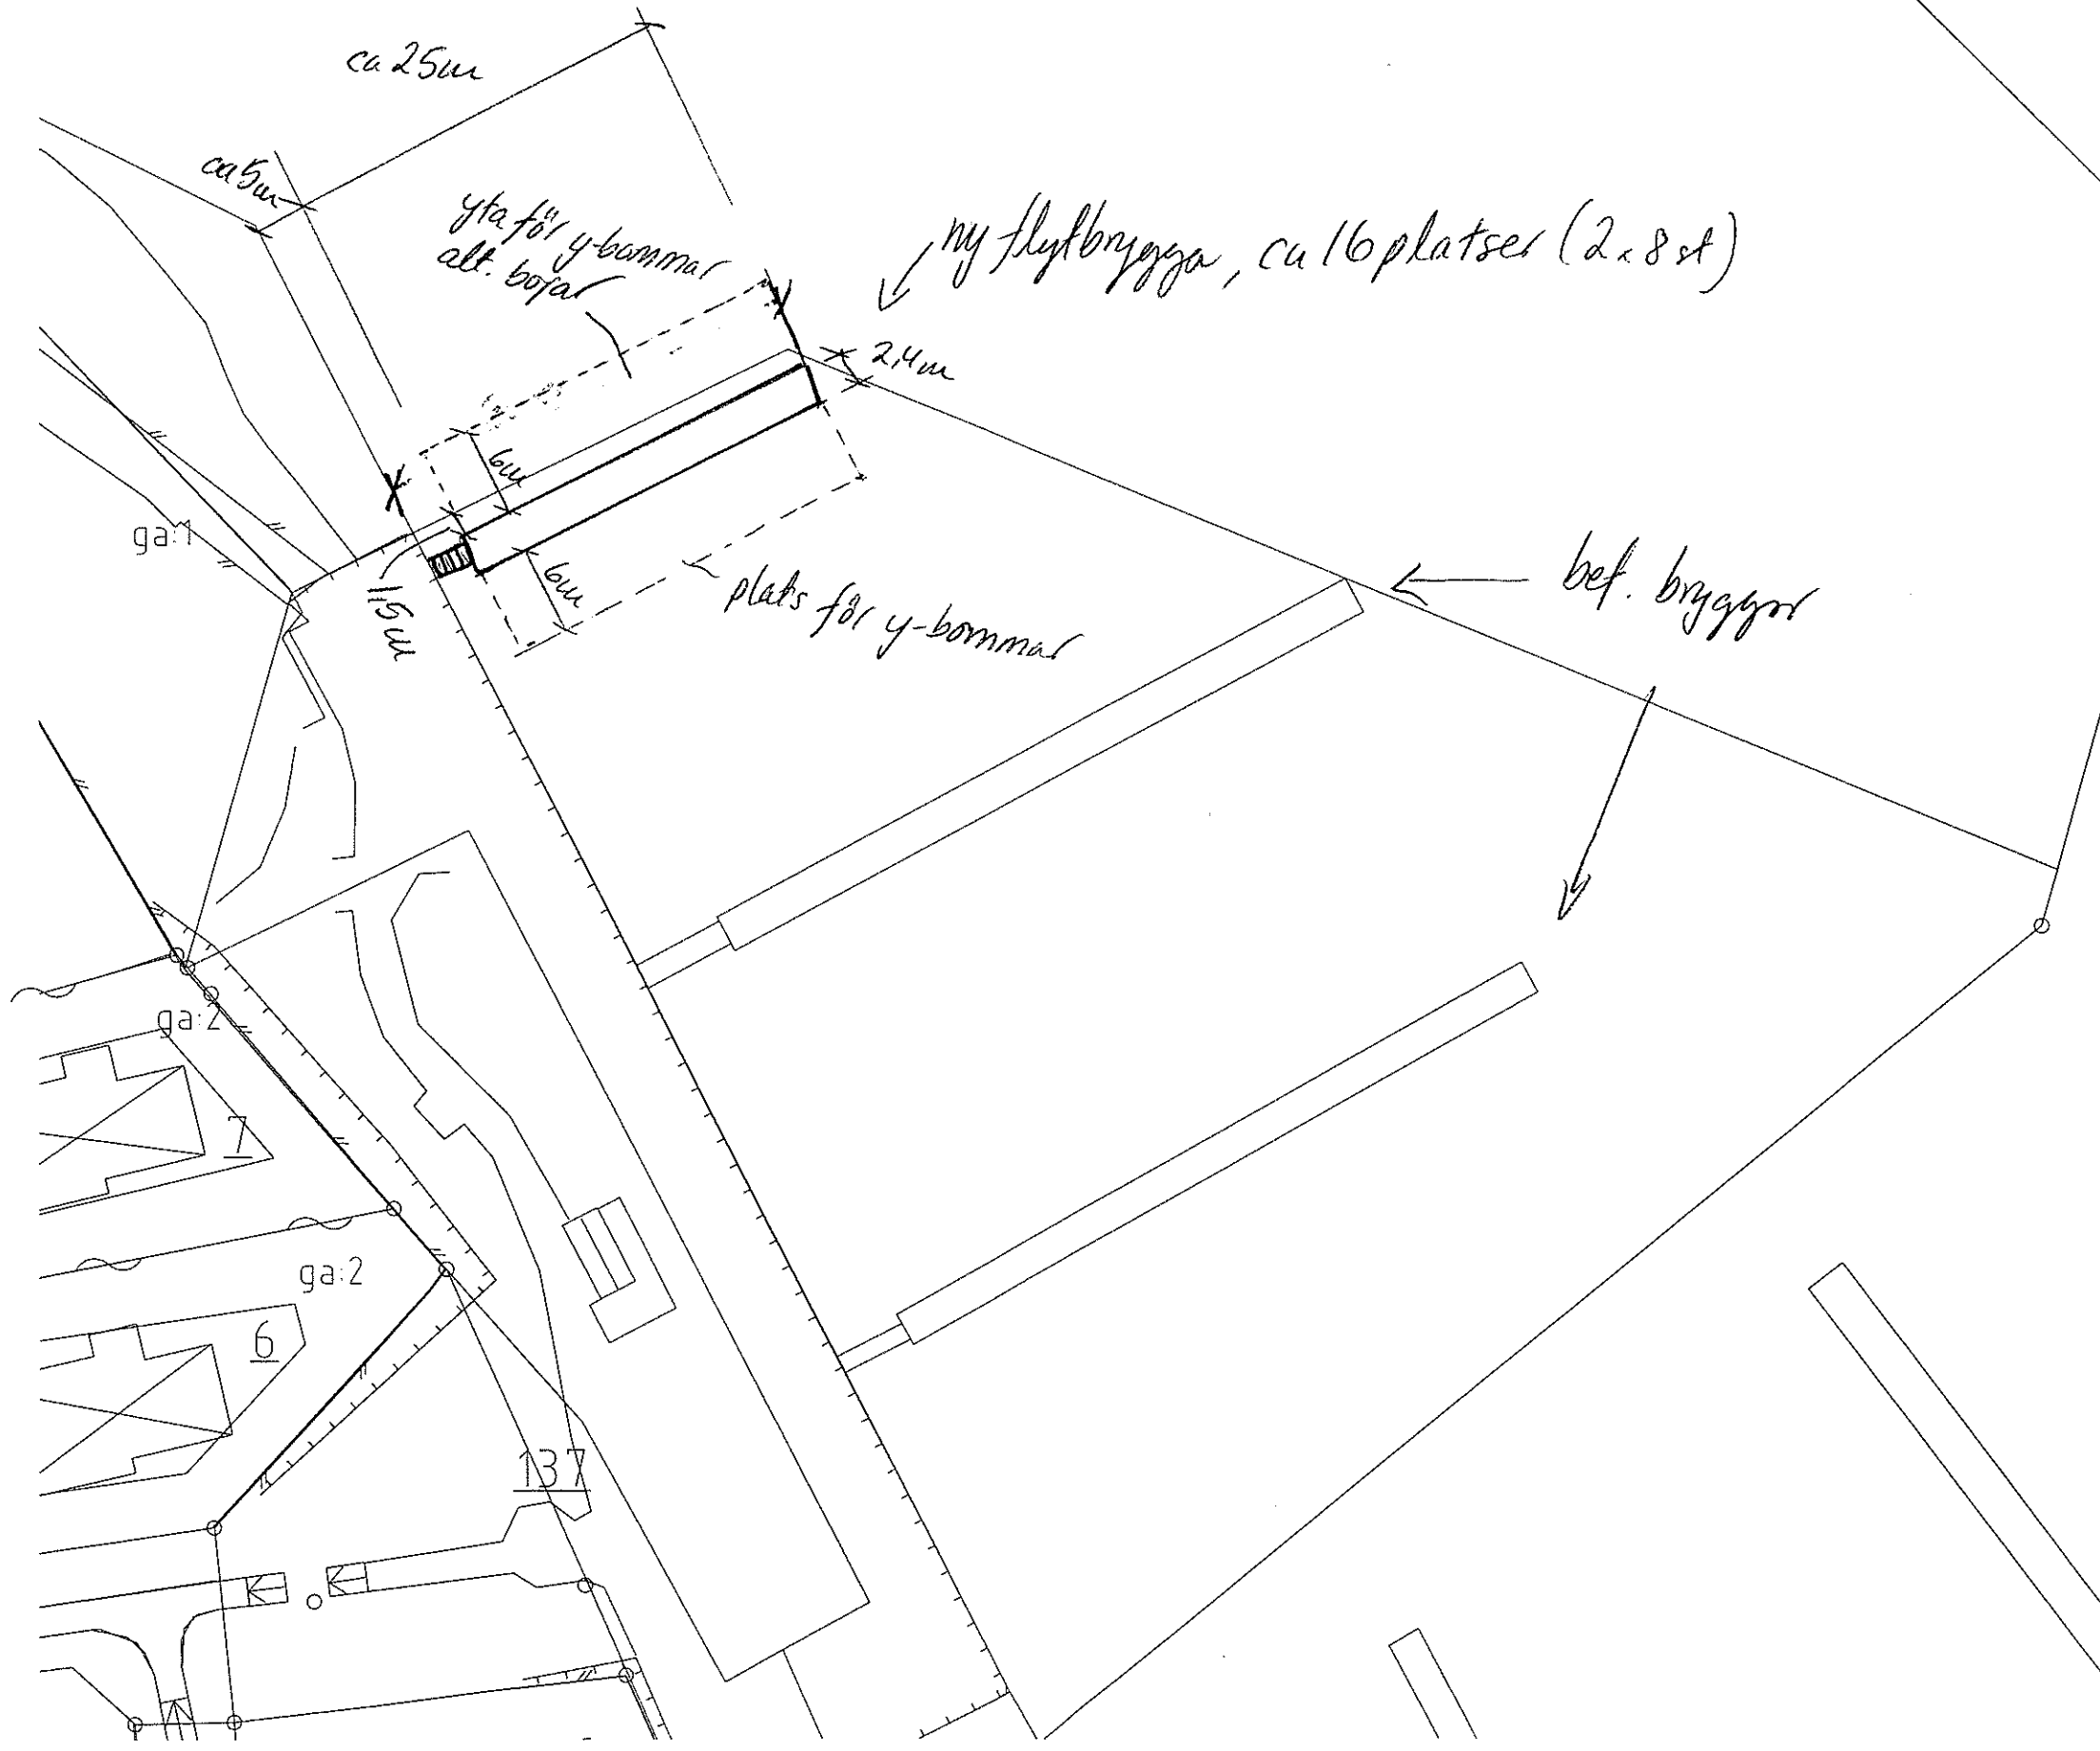 ca 25m
ca 5m
yta för y-bommar
alt. bojar
ny flytbrygga, ca 16 platser (2x8 st)
2,4m
6m
ga:1
1,5m
6m
plats för y-bommar
bef. bryggor
ga:2
7
ga:2
6
137